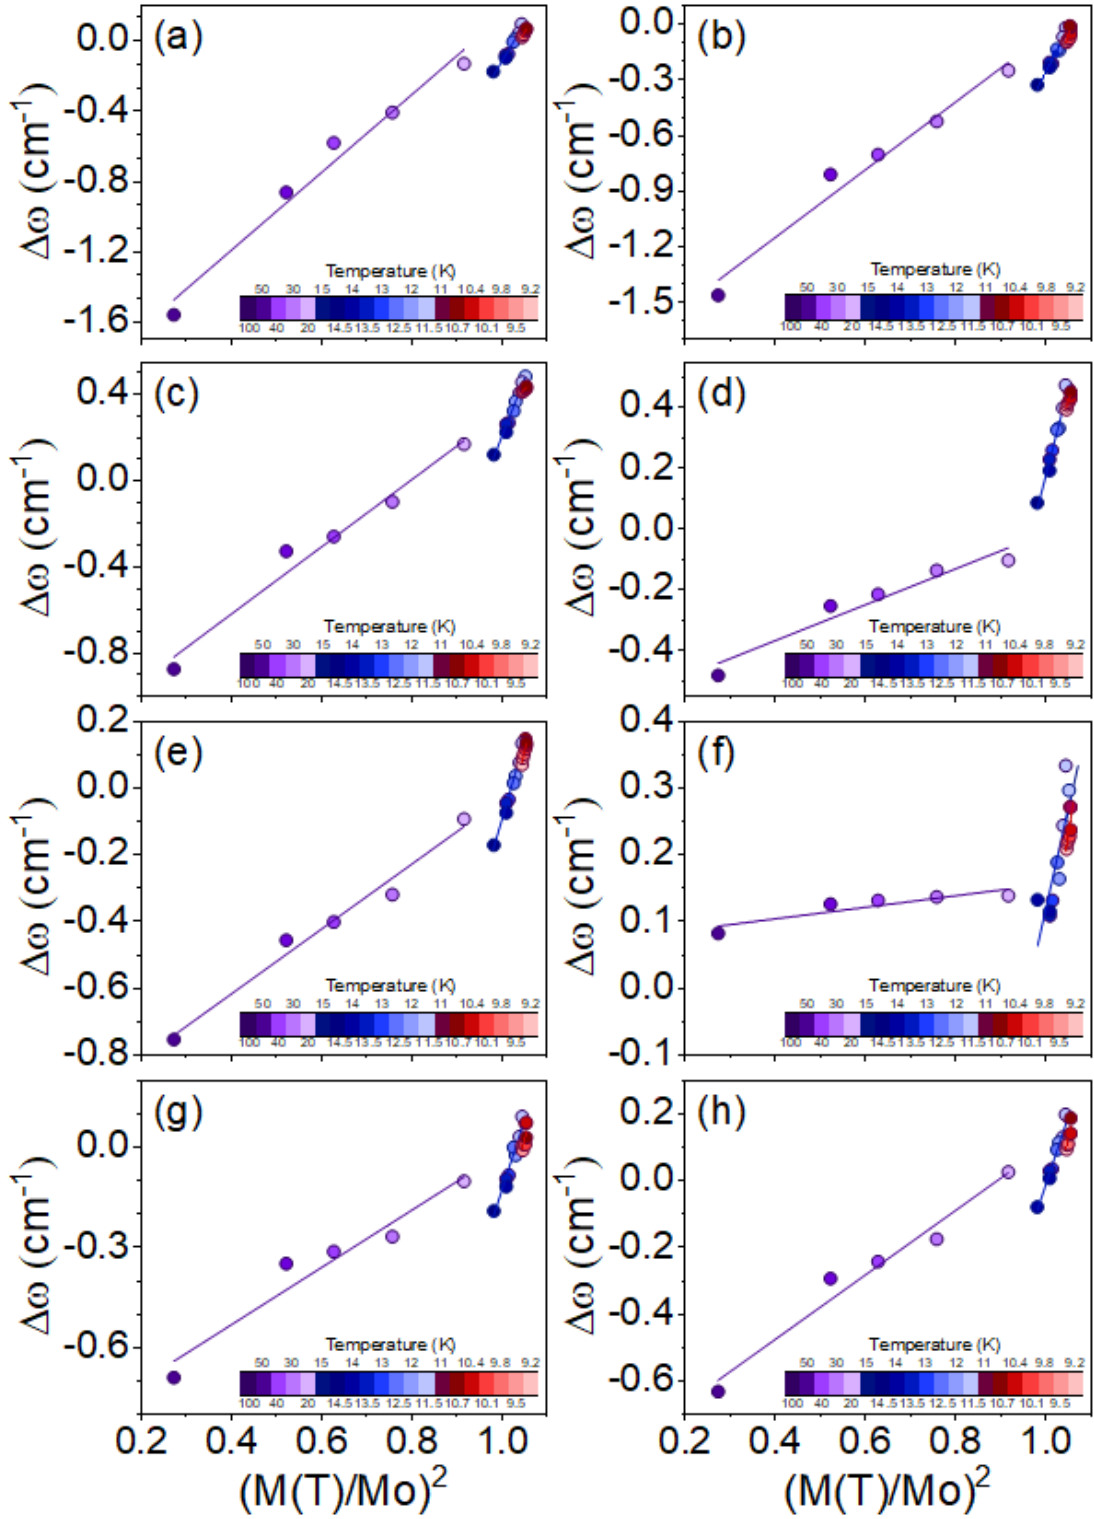 (a)
0.0
-0.4
-0.8
-1.2
-1.6
Δω (cm⁻¹)
Temperature (K)
50 30 15 14 13 12 11 10.4 9.8 9.2
100 40 20 14.5 13.5 12.5 11.5 10.7 10.1 9.5
(b)
0.0
-0.3
-0.6
-0.9
-1.2
-1.5
Δω (cm⁻¹)
Temperature (K)
50 30 15 14 13 12 11 10.4 9.8 9.2
100 40 20 14.5 13.5 12.5 11.5 10.7 10.1 9.5
(c)
0.4
0.0
-0.4
-0.8
Δω (cm⁻¹)
Temperature (K)
50 30 15 14 13 12 11 10.4 9.8 9.2
100 40 20 14.5 13.5 12.5 11.5 10.7 10.1 9.5
(d)
0.4
0.2
0.0
-0.2
-0.4
Δω (cm⁻¹)
Temperature (K)
50 30 15 14 13 12 11 10.4 9.8 9.2
100 40 20 14.5 13.5 12.5 11.5 10.7 10.1 9.5
(e)
0.2
0.0
-0.2
-0.4
-0.6
-0.8
Δω (cm⁻¹)
Temperature (K)
50 30 15 14 13 12 11 10.4 9.8 9.2
100 40 20 14.5 13.5 12.5 11.5 10.7 10.1 9.5
(f)
0.4
0.3
0.2
0.1
0.0
-0.1
Δω (cm⁻¹)
Temperature (K)
50 30 15 14 13 12 11 10.4 9.8 9.2
100 40 20 14.5 13.5 12.5 11.5 10.7 10.1 9.5
(g)
0.0
-0.3
-0.6
Δω (cm⁻¹)
Temperature (K)
50 30 15 14 13 12 11 10.4 9.8 9.2
100 40 20 14.5 13.5 12.5 11.5 10.7 10.1 9.5
0.2 0.4 0.6 0.8 1.0
(M(T)/Mo)²
(h)
0.2
0.0
-0.2
-0.4
-0.6
Δω (cm⁻¹)
Temperature (K)
50 30 15 14 13 12 11 10.4 9.8 9.2
100 40 20 14.5 13.5 12.5 11.5 10.7 10.1 9.5
0.2 0.4 0.6 0.8 1.0
(M(T)/Mo)²